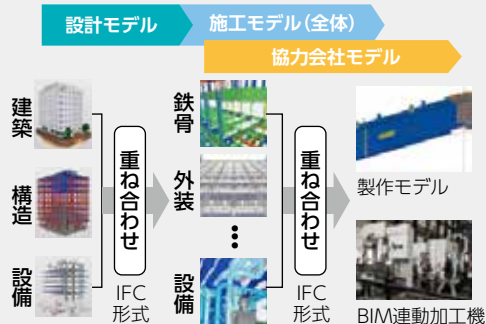 設計モデル
施工モデル(全体)
協力会社モデル
建築
構造
設備
重ね合わせ
IFC
形式
鉄骨
外装
設備
重ね合わせ
IFC
形式
製作モデル
BIM連動加工機